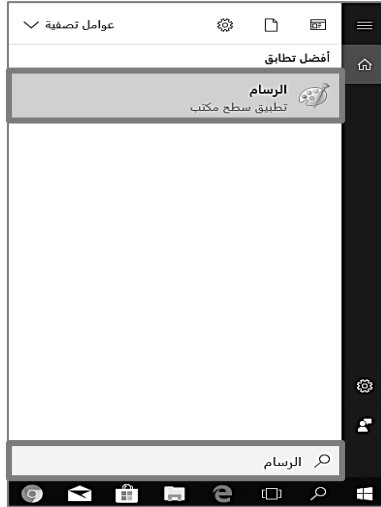 عوامل تصفية
أفضل تطابق
الرسام
تطبيق سطح مكتب
الرسام